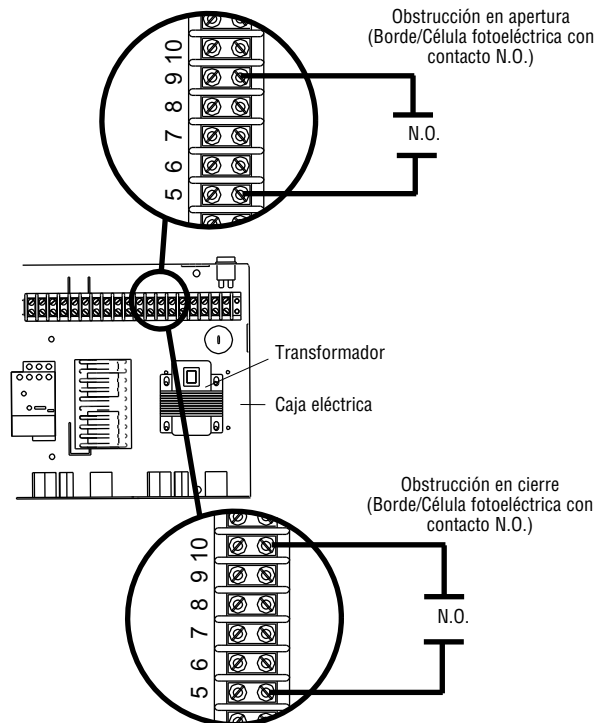 Obstrucción en apertura
(Borde/Célula fotoeléctrica con
contacto N.O.)
10
9
8
7
6
5
N.O.
Transformador
Caja eléctrica
Obstrucción en cierre
(Borde/Célula fotoeléctrica con
contacto N.O.)
10
9
8
7
6
5
N.O.